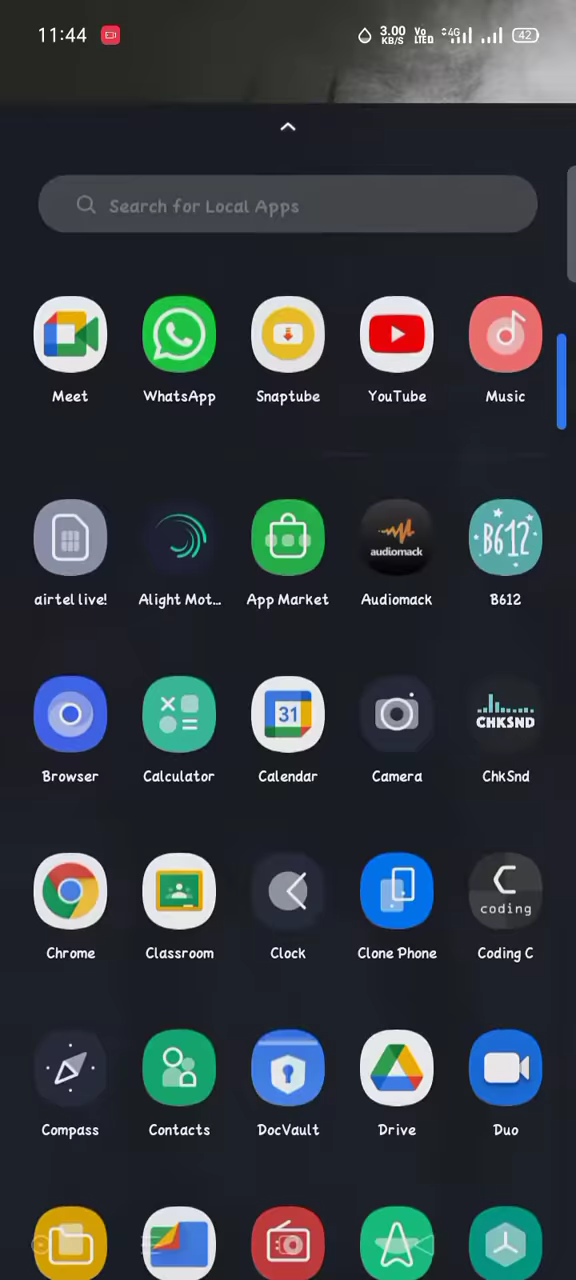 11:44 3.00 KB/S Vo LTED 4G 42
Search for Local Apps
Meet WhatsApp Snaptube YouTube Music
audiomack B612
airtel live! Alight Mot... App Market Audiomack B612
31 CHKSND
Browser Calculator Calendar Camera ChkSnd
coding
Chrome Classroom Clock Clone Phone Coding C
Compass Contacts DocVault Drive Duo